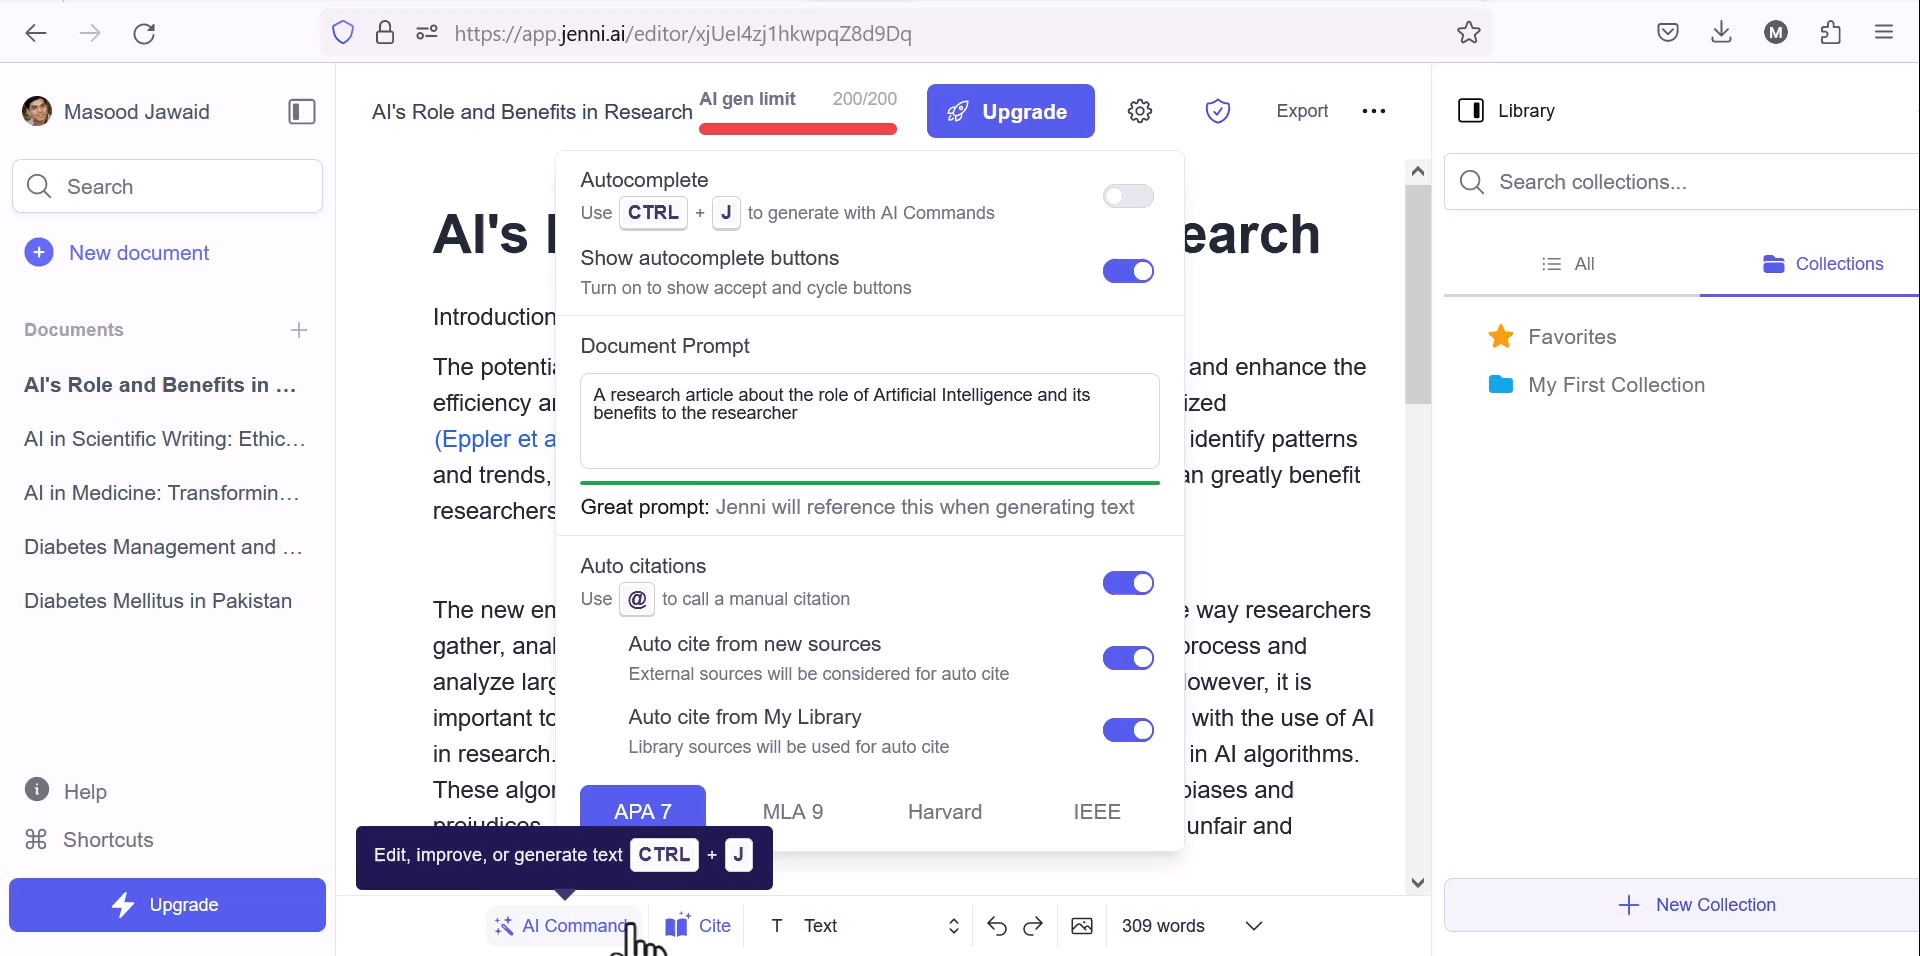 https://app.jenni.ai/editor/xjUel4zj1hkwpqZ8d9Dq
M
Masood Jawaid
Search
New document
Documents
AI's Role and Benefits in ...
AI in Scientific Writing: Ethic...
AI in Medicine: Transformin...
Diabetes Management and ...
Diabetes Mellitus in Pakistan
Help
Shortcuts
Upgrade
AI's Role and Benefits in Research
AI gen limit 200/200
Upgrade
Export
AI's
earch
Introduction
Autocomplete
Use CTRL + J to generate with AI Commands
Show autocomplete buttons
Turn on to show accept and cycle buttons
Document Prompt
A research article about the role of Artificial Intelligence and its
benefits to the researcher
Great prompt: Jenni will reference this when generating text
Auto citations
Use @ to call a manual citation
Auto cite from new sources
External sources will be considered for auto cite
Auto cite from My Library
Library sources will be used for auto cite
APA 7 MLA 9 Harvard IEEE
The potenti and enhance the
efficiency a ized
(Eppler et a identify patterns
and trends, an greatly benefit
researchers
The new em e way researchers
gather, anal process and
analyze larg However, it is
important to with the use of AI
in research. in AI algorithms.
These algor biases and
prejudices unfair and
Edit, improve, or generate text CTRL + J
AI Command Cite T Text 309 words
Library
Search collections...
All Collections
Favorites
My First Collection
New Collection